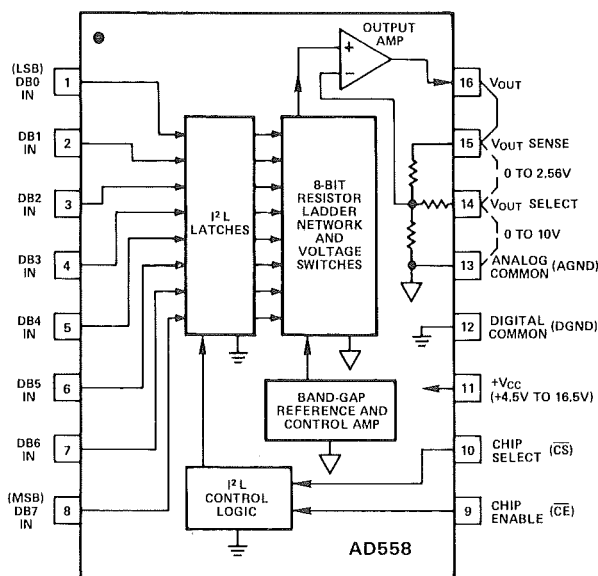 OUTPUT
AMP
+
−
(LSB)
DB0
IN
1
DB1
IN
2
DB2
IN
3
DB3
IN
4
DB4
IN
5
DB5
IN
6
DB6
IN
7
(MSB)
DB7
IN
8
I²L
LATCHES
8-BIT
RESISTOR
LADDER
NETWORK
AND
VOLTAGE
SWITCHES
BAND-GAP
REFERENCE AND
CONTROL AMP
I²L
CONTROL
LOGIC
16 VOUT
15 VOUT SENSE
0 TO 2.56V
14 VOUT SELECT
0 TO 10V
13 ANALOG
COMMON (AGND)
12 DIGITAL
COMMON (DGND)
11 +VCC
(+4.5V TO 16.5V)
10 CHIP
SELECT (C̅S̅)
9 CHIP
ENABLE (C̅E̅)
AD558